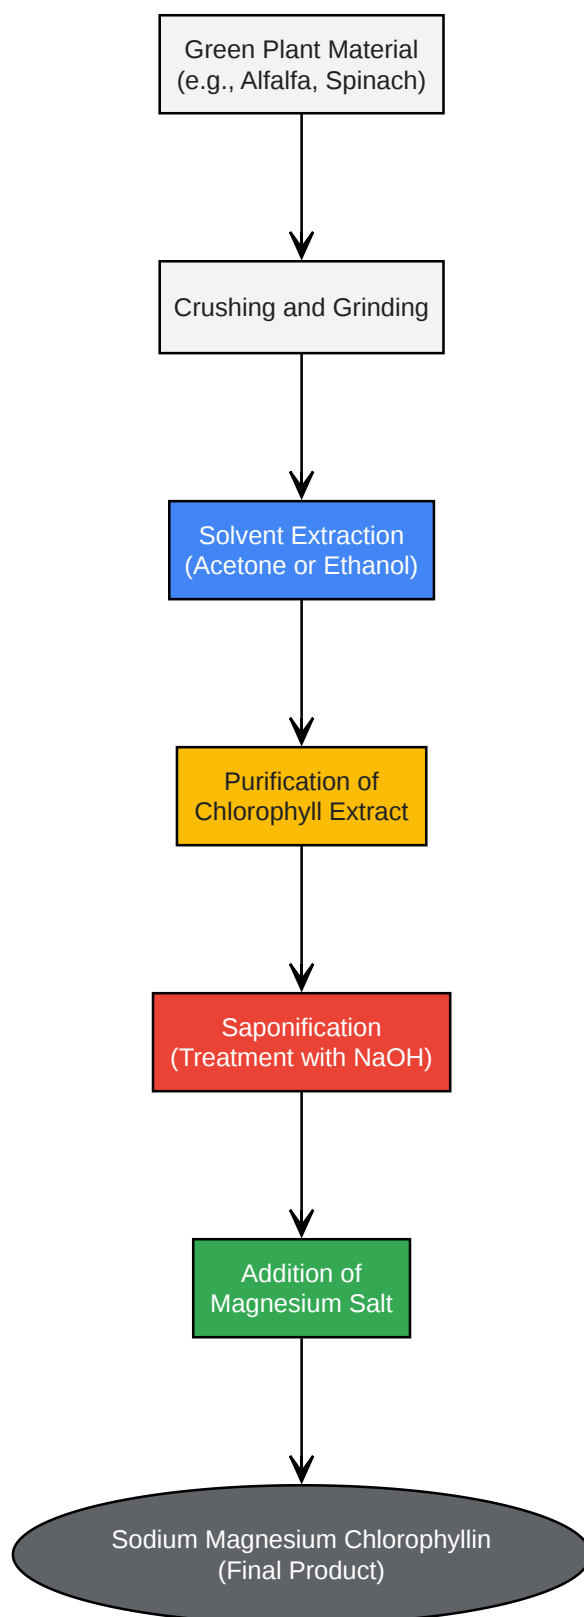 Green Plant Material
(e.g., Alfalfa, Spinach)
Crushing and Grinding
Solvent Extraction
(Acetone or Ethanol)
Purification of
Chlorophyll Extract
Saponification
(Treatment with NaOH)
Addition of
Magnesium Salt
Sodium Magnesium Chlorophyllin
(Final Product)